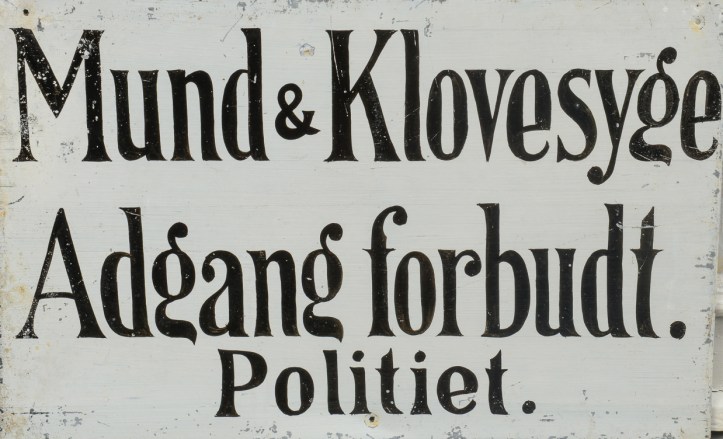 Mund & Klovesyge
Adgang forbudt.
Politiet.